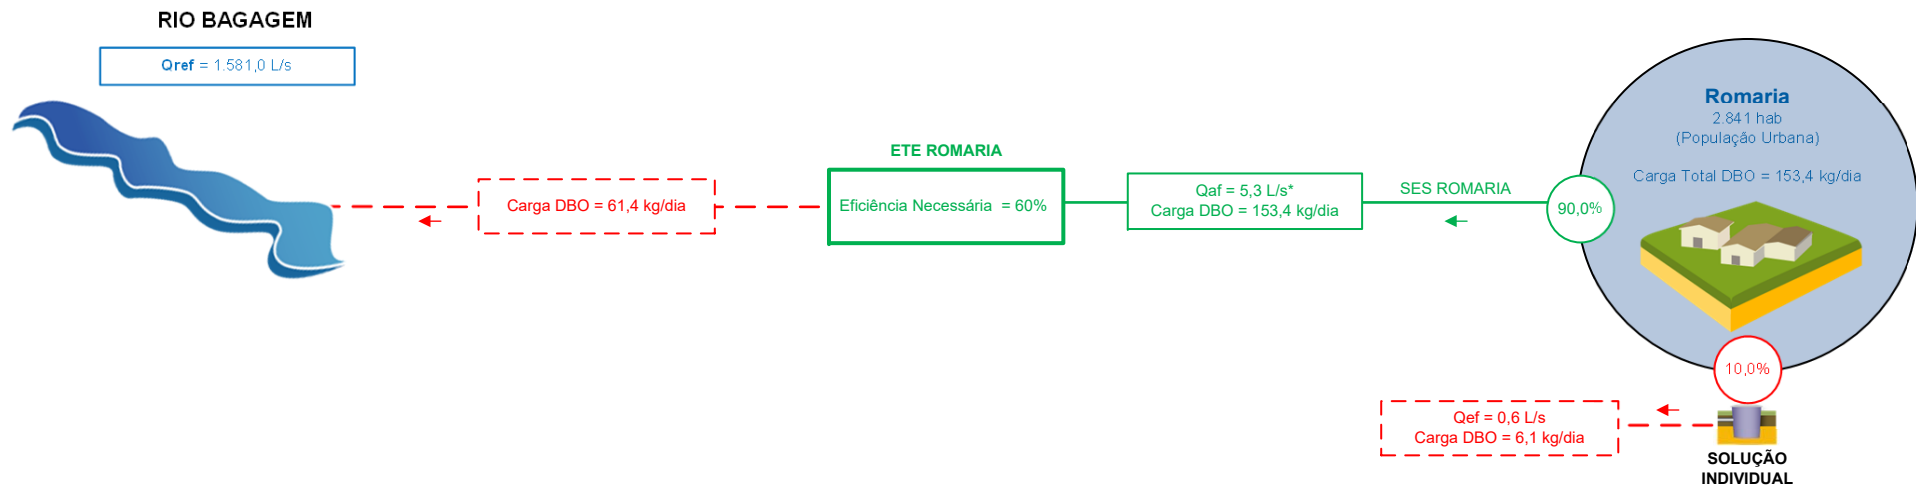 RIO BAGAGEM
Qref = 1.581,0 L/s
Carga DBO = 61,4 kg/dia
ETE ROMARIA
Eficiência Necessária = 60%
Qaf = 5,3 L/s*
Carga DBO = 153,4 kg/dia
SES ROMARIA
90,0%
Romaria
2.841 hab
(População Urbana)
Carga Total DBO = 153,4 kg/dia
10,0%
Qef = 0,6 L/s
Carga DBO = 6,1 kg/dia
SOLUÇÃO
INDIVIDUAL